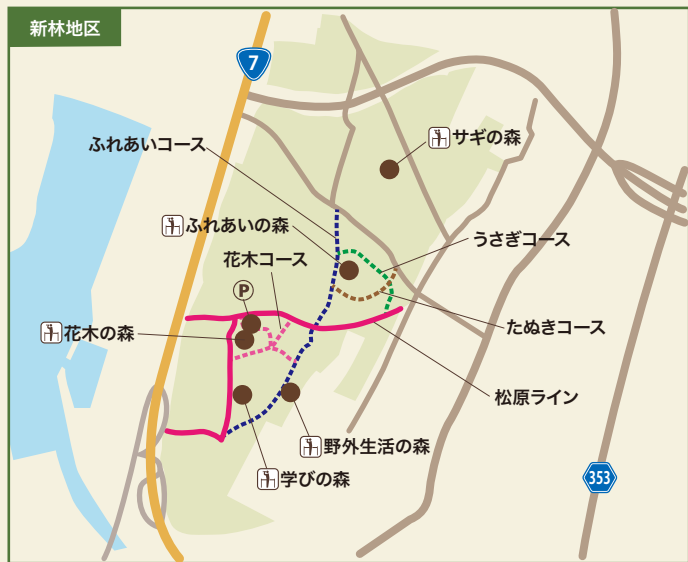 新林地区
7
ふれあいコース
サギの森
ふれあいの森
うさぎコース
花木コース
P
花木の森
たぬきコース
松原ライン
野外生活の森
学びの森
353